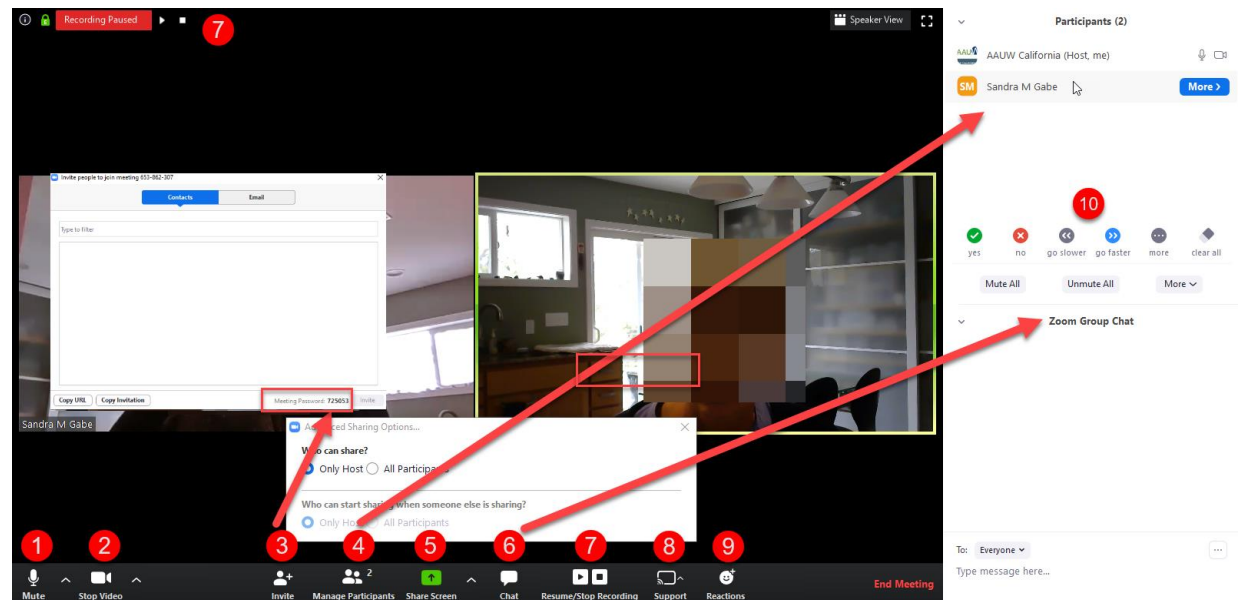 Recording Paused
7
Speaker View
Participants (2)
AAUW
AAUW California (Host, me)
SM
Sandra M Gabe
More >
Invite people to join meeting 653-862-307
Contacts
Email
Type to filter
Copy URL
Copy Invitation
Meeting Password: 725053
Invite
Sandra M Gabe
10
yes
no
go slower
go faster
more
clear all
Mute All
Unmute All
More
Zoom Group Chat
Sharing Options...
Who can share?
Only Host
All Participants
Who can start sharing when someone else is sharing?
Only Host
All Participants
1
2
3
4
5
6
7
8
9
To: Everyone
Type message here...
Mute
Stop Video
Invite
2
Manage Participants
Share Screen
Chat
Resume/Stop Recording
Support
Reactions
End Meeting